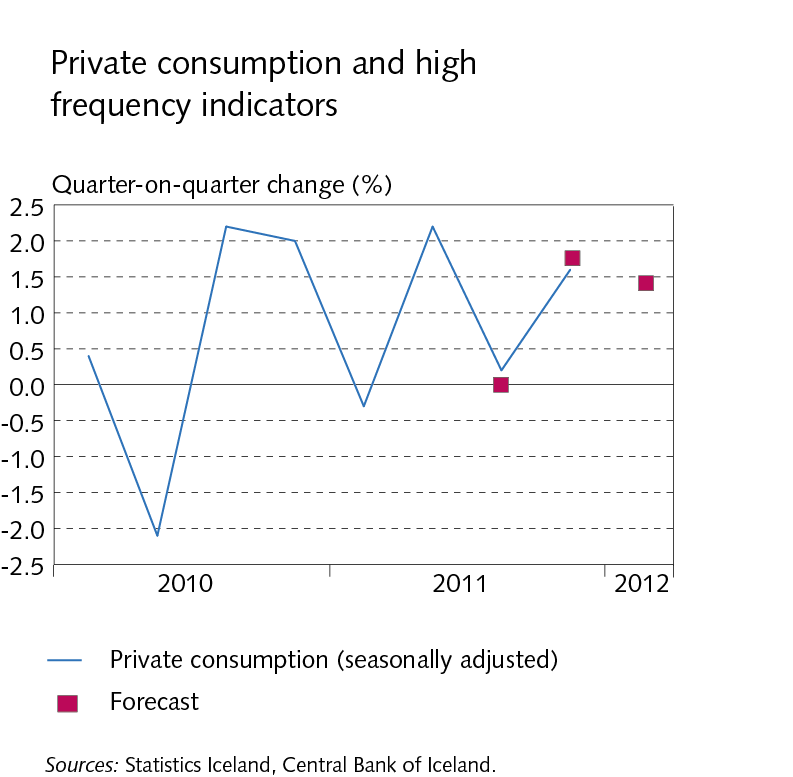 Private consumption and high
frequency indicators
Quarter-on-quarter change (%)
2.5
2.0
1.5
1.0
0.5
0.0
-0.5
-1.0
-1.5
-2.0
-2.5
2010 2011 2012
Private consumption (seasonally adjusted)
Forecast
Sources: Statistics Iceland, Central Bank of Iceland.